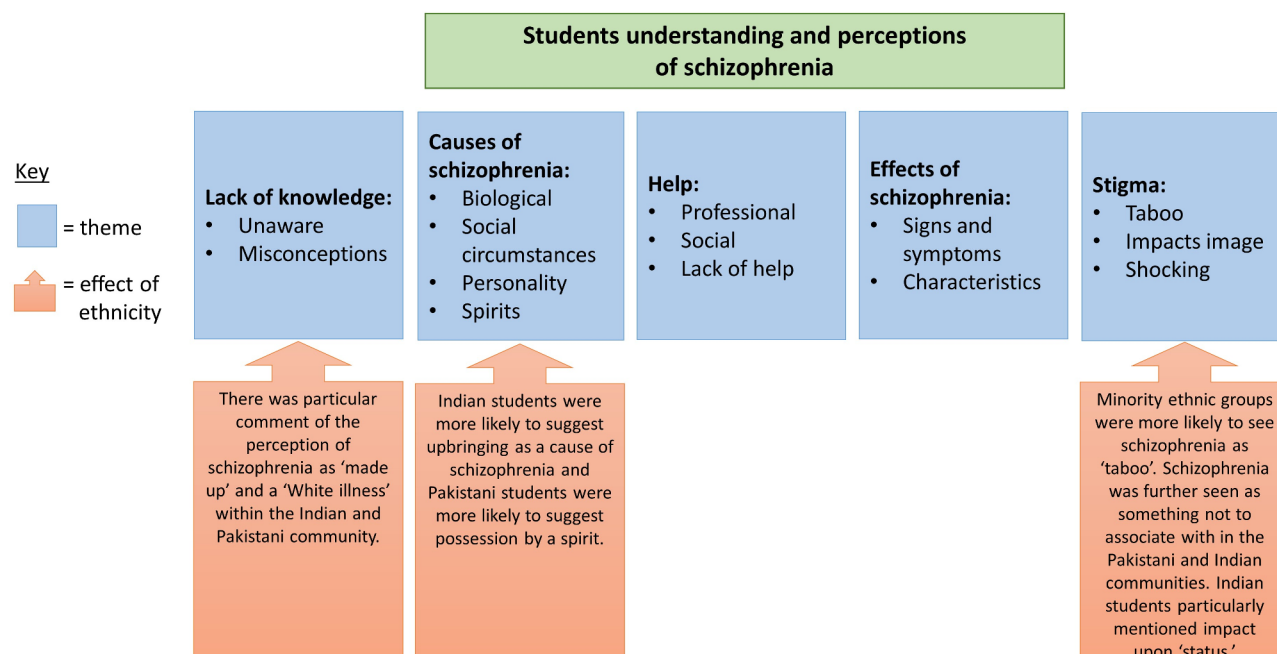 Students understanding and perceptions
of schizophrenia
Key
= theme
= effect of
ethnicity
Lack of knowledge:
• Unaware
• Misconceptions
Causes of
schizophrenia:
• Biological
• Social
circumstances
• Personality
• Spirits
Help:
• Professional
• Social
• Lack of help
Effects of
schizophrenia:
• Signs and
symptoms
• Characteristics
Stigma:
• Taboo
• Impacts image
• Shocking
There was particular
comment of the
perception of
schizophrenia as ‘made
up’ and a ‘White illness’
within the Indian and
Pakistani community.
Indian students were
more likely to suggest
upbringing as a cause of
schizophrenia and
Pakistani students were
more likely to suggest
possession by a spirit.
Minority ethnic groups
were more likely to see
schizophrenia as
‘taboo’. Schizophrenia
was further seen as
something not to
associate with in the
Pakistani and Indian
communities. Indian
students particularly
mentioned impact
upon ‘status.’